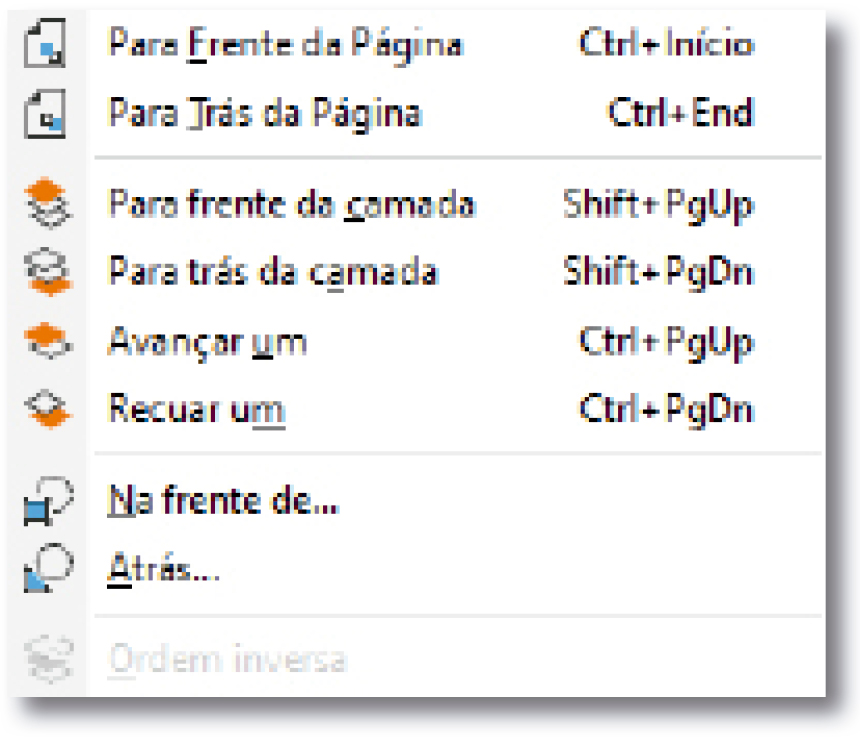 Para Frente da Página Ctrl+Início
Para Trás da Página Ctrl+End
Para frente da camada Shift+PgUp
Para trás da camada Shift+PgDn
Avançar um Ctrl+PgUp
Recuar um Ctrl+PgDn
Na frente de...
Atrás...
Ordem inversa